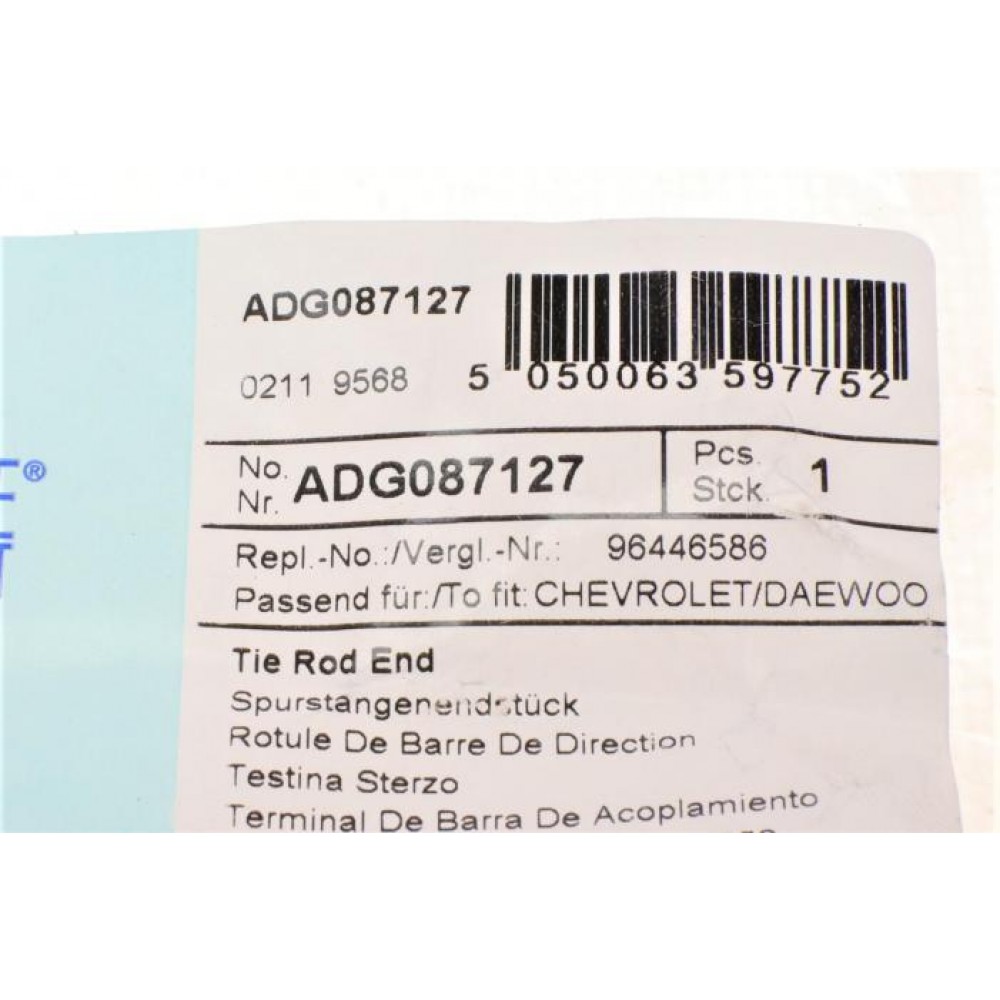 ADG087127
0211 9568
5 050063 597752
No. Nr. ADG087127 Pcs. Stck. 1
Repl.-No.:/Vergl.-Nr.: 96446586
Passend für:/To fit: CHEVROLET/DAEWOO
Tie Rod End
Spurstangenendstück
Rotule De Barre De Direction
Testina Sterzo
Terminal De Barra De Acoplamiento